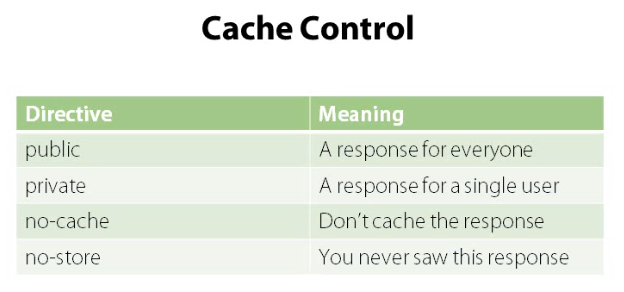 Cache Control
Directive Meaning
public A response for everyone
private A response for a single user
no-cache Don’t cache the response
no-store You never saw this response